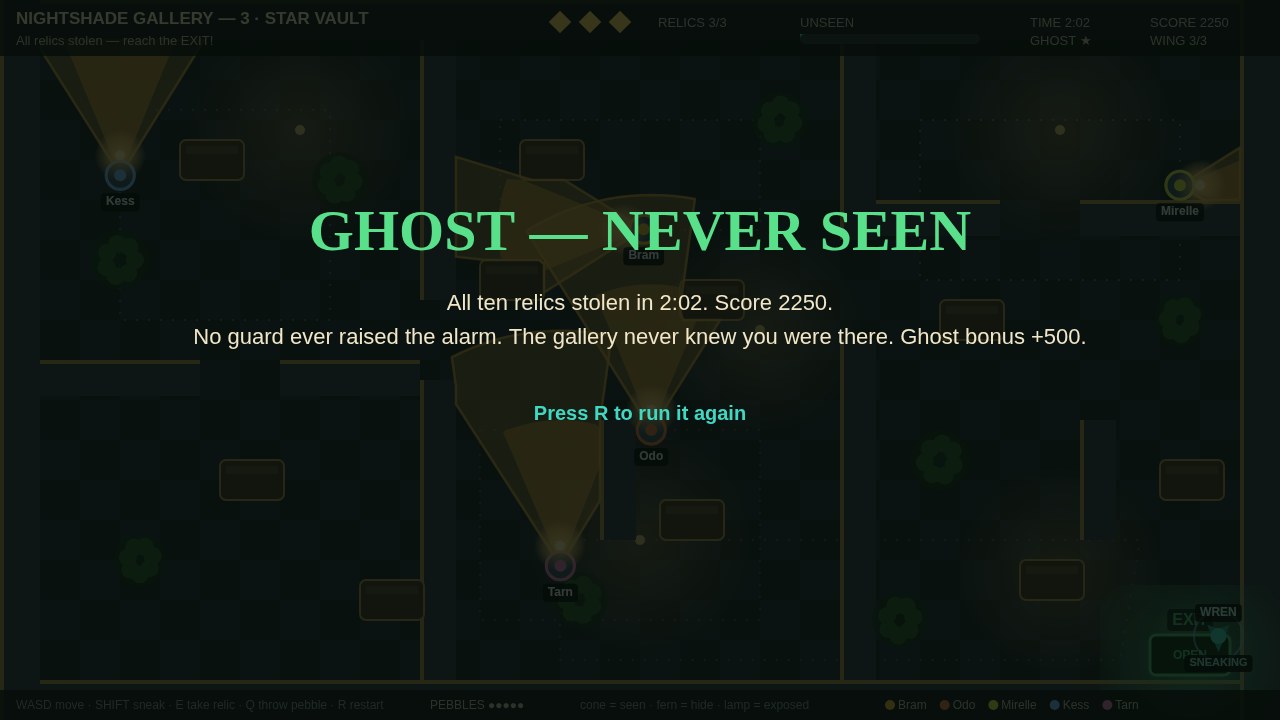 NIGHTSHADE GALLERY — 3 · STAR VAULT
All relics stolen — reach the EXIT!
RELICS 3/3
UNSEEN
TIME 2:02
GHOST ★
SCORE 2250
WING 3/3
Kess
Mirelle
Bram
GHOST — NEVER SEEN
All ten relics stolen in 2:02. Score 2250.
No guard ever raised the alarm. The gallery never knew you were there. Ghost bonus +500.
Press R to run it again
Odo
Tarn
WREN
SNEAKING
WASD move · SHIFT sneak · E take relic · Q throw pebble · R restart
PEBBLES ●●●●●
cone = seen · fern = hide · lamp = exposed
Bram Odo Mirelle Kess Tarn